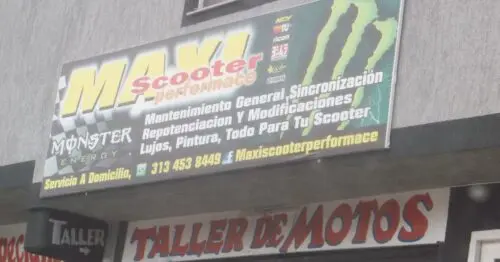 MAXI
Scooter
performace
Mantenimiento General, Sincronización
Repotenciacion Y Modificaciones
Lujos, Pintura, Todo Para Tu Scooter
MONSTER
ENERGY
Servicio A Domicilio, 313 453 8449 f Maxiscooterperformace
TALLER
TALLER DE MOTOS